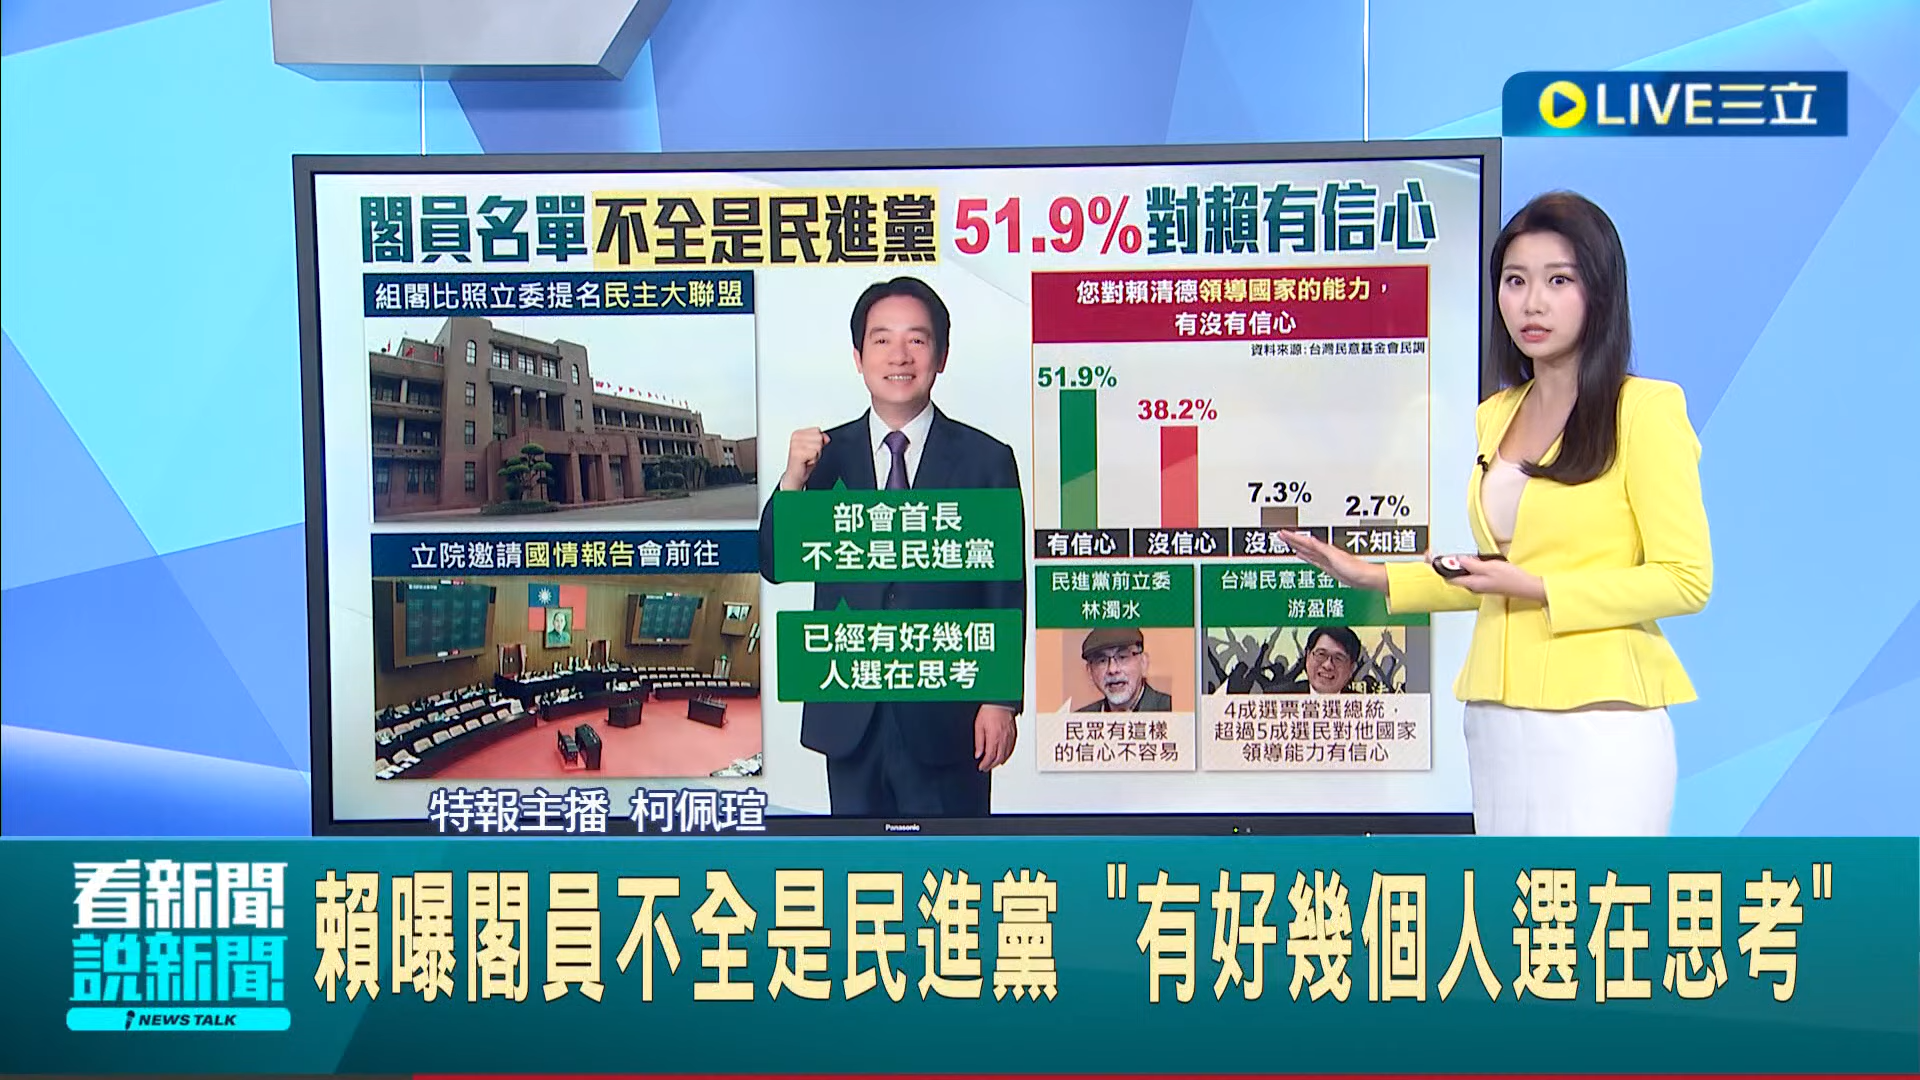 LIVE三立
閣員名單不全是民進黨 51.9%對賴有信心
組閣比照立委提名民主大聯盟
立院邀請國情報告會前往
部會首長
不全是民進黨
已經有好幾個
人選在思考
您對賴清德領導國家的能力，
有沒有信心
資料來源:台灣民意基金會民調
51.9%
38.2%
7.3%
2.7%
有信心
沒信心
沒意
不知道
民進黨前立委
林濁水
民眾有這樣
的信心不容易
台灣民意基金
游盈隆
4成選票當選總統，
超過5成選民對他國家
領導能力有信心
Panasonic
特報主播 柯佩瑄
看新聞
說新聞
NEWS TALK
賴曝閣員不全是民進黨 "有好幾個人選在思考"